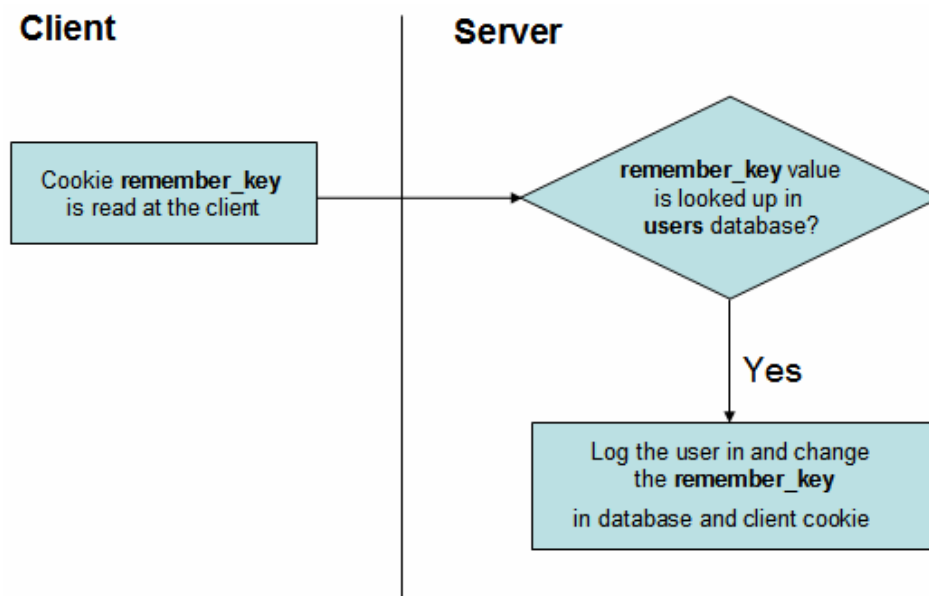 Client
Server
Cookie remember_key
is read at the client
remember_key value
is looked up in
users database?
Yes
Log the user in and change
the remember_key
in database and client cookie